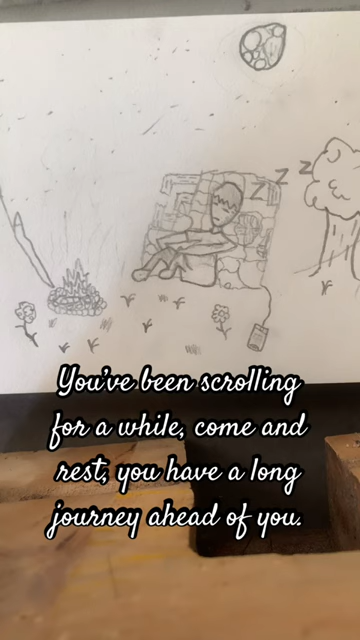 Z Z Z
You've been scrolling
for a while, come and
rest, you have a long
journey ahead of you.